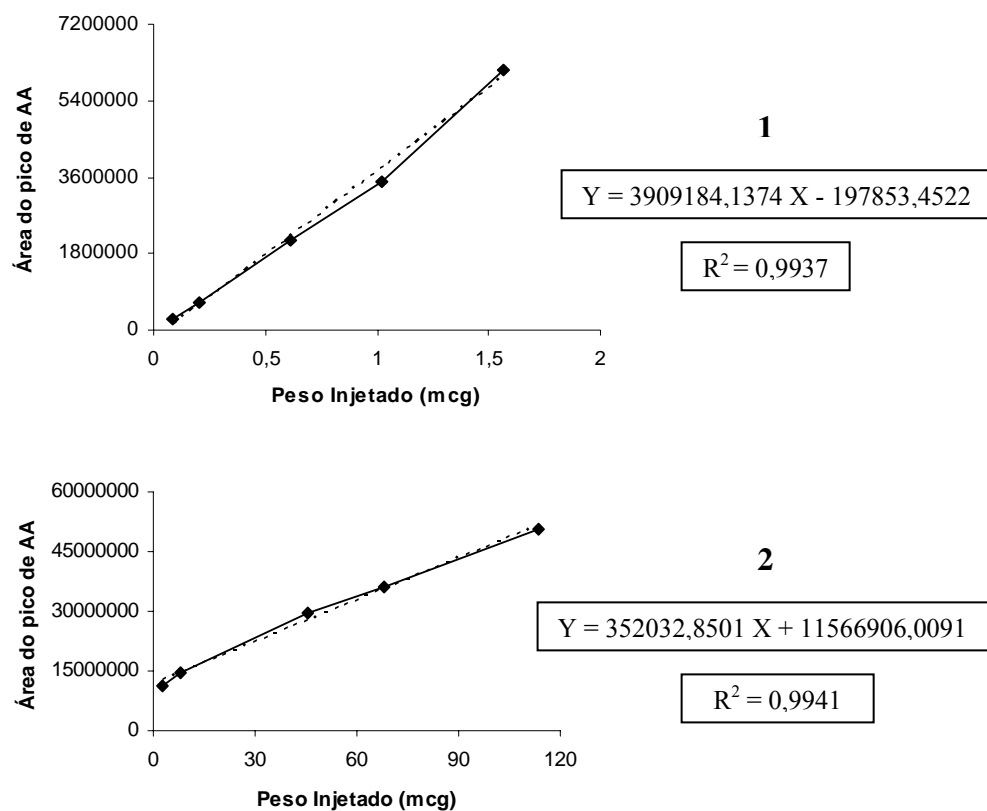 7200000
5400000
3600000
1800000
0
Área do pico de AA
0 0,5 1 1,5 2
Peso Injetado (mcg)
1
Y = 3909184,1374 X - 197853,4522
R² = 0,9937
60000000
45000000
30000000
15000000
0
Área do pico de AA
0 30 60 90 120
Peso Injetado (mcg)
2
Y = 352032,8501 X + 11566906,0091
R² = 0,9941